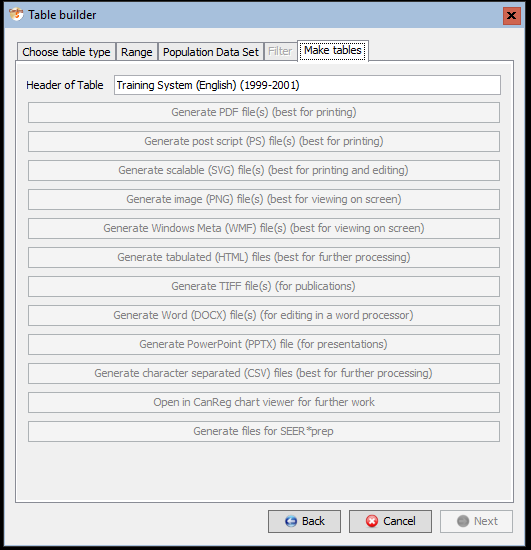 Table builder
Choose table type Range Population Data Set Filter Make tables
Header of Table Training System (English) (1999-2001)
Generate PDF file(s) (best for printing)
Generate post script (PS) file(s) (best for printing)
Generate scalable (SVG) file(s) (best for printing and editing)
Generate image (PNG) file(s) (best for viewing on screen)
Generate Windows Meta (WMF) file(s) (best for viewing on screen)
Generate tabulated (HTML) files (best for further processing)
Generate TIFF file(s) (for publications)
Generate Word (DOCX) file(s) (for editing in a word processor)
Generate PowerPoint (PPTX) file (for presentations)
Generate character separated (CSV) files (best for further processing)
Open in CanReg chart viewer for further work
Generate files for SEER*prep
Back Cancel Next